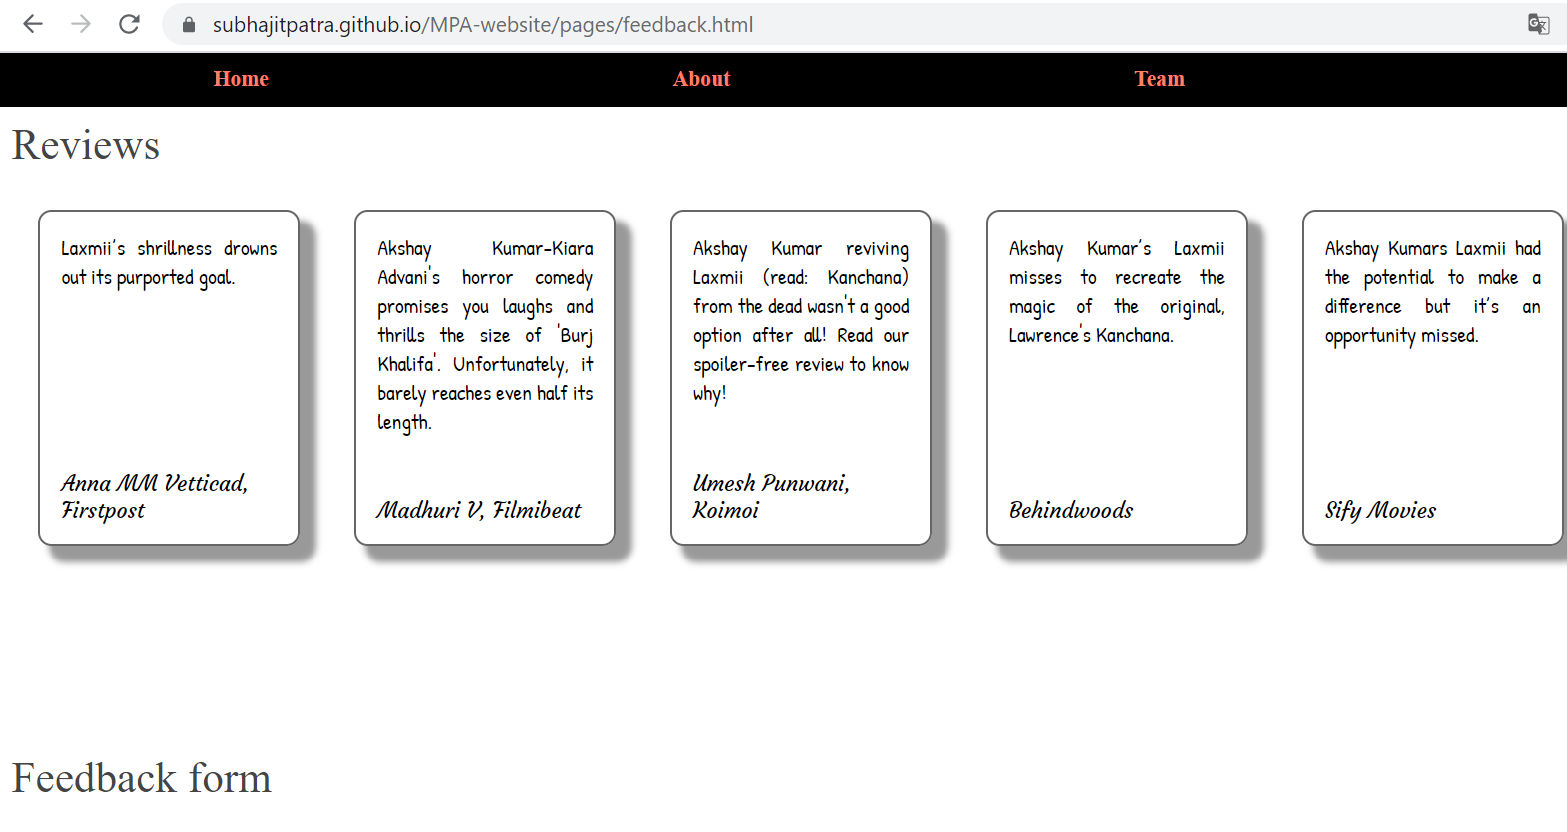 subhajitpatra.github.io/MPA-website/pages/feedback.html
Home About Team
Reviews
Laxmii's shrillness drowns
out its purported goal.
Anna MM Vetticad,
Firstpost
Akshay Kumar-Kiara
Advani's horror comedy
promises you laughs and
thrills the size of 'Burj
Khalifa'. Unfortunately, it
barely reaches even half its
length.
Madhuri V, Filmibeat
Akshay Kumar reviving
Laxmii (read: Kanchana)
from the dead wasn't a good
option after all! Read our
spoiler-free review to know
why!
Umesh Punwani,
Koimoi
Akshay Kumar's Laxmii
misses to recreate the
magic of the original,
Lawrence's Kanchana.
Behindwoods
Akshay Kumars Laxmii had
the potential to make a
difference but it's an
opportunity missed.
Sify Movies
Feedback form